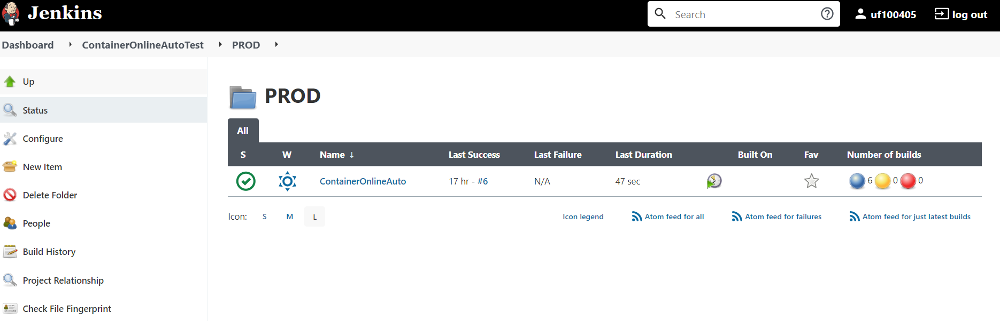 Jenkins
Search
uf100405
log out
Dashboard
ContainerOnlineAutoTest
PROD
Up
Status
Configure
New Item
Delete Folder
People
Build History
Project Relationship
Check File Fingerprint
PROD
All
S W Name ↓ Last Success Last Failure Last Duration Built On Fav Number of builds
ContainerOnlineAuto 17 hr - #6 N/A 47 sec 6 0 0
Icon: S M L Icon legend Atom feed for all Atom feed for failures Atom feed for just latest builds